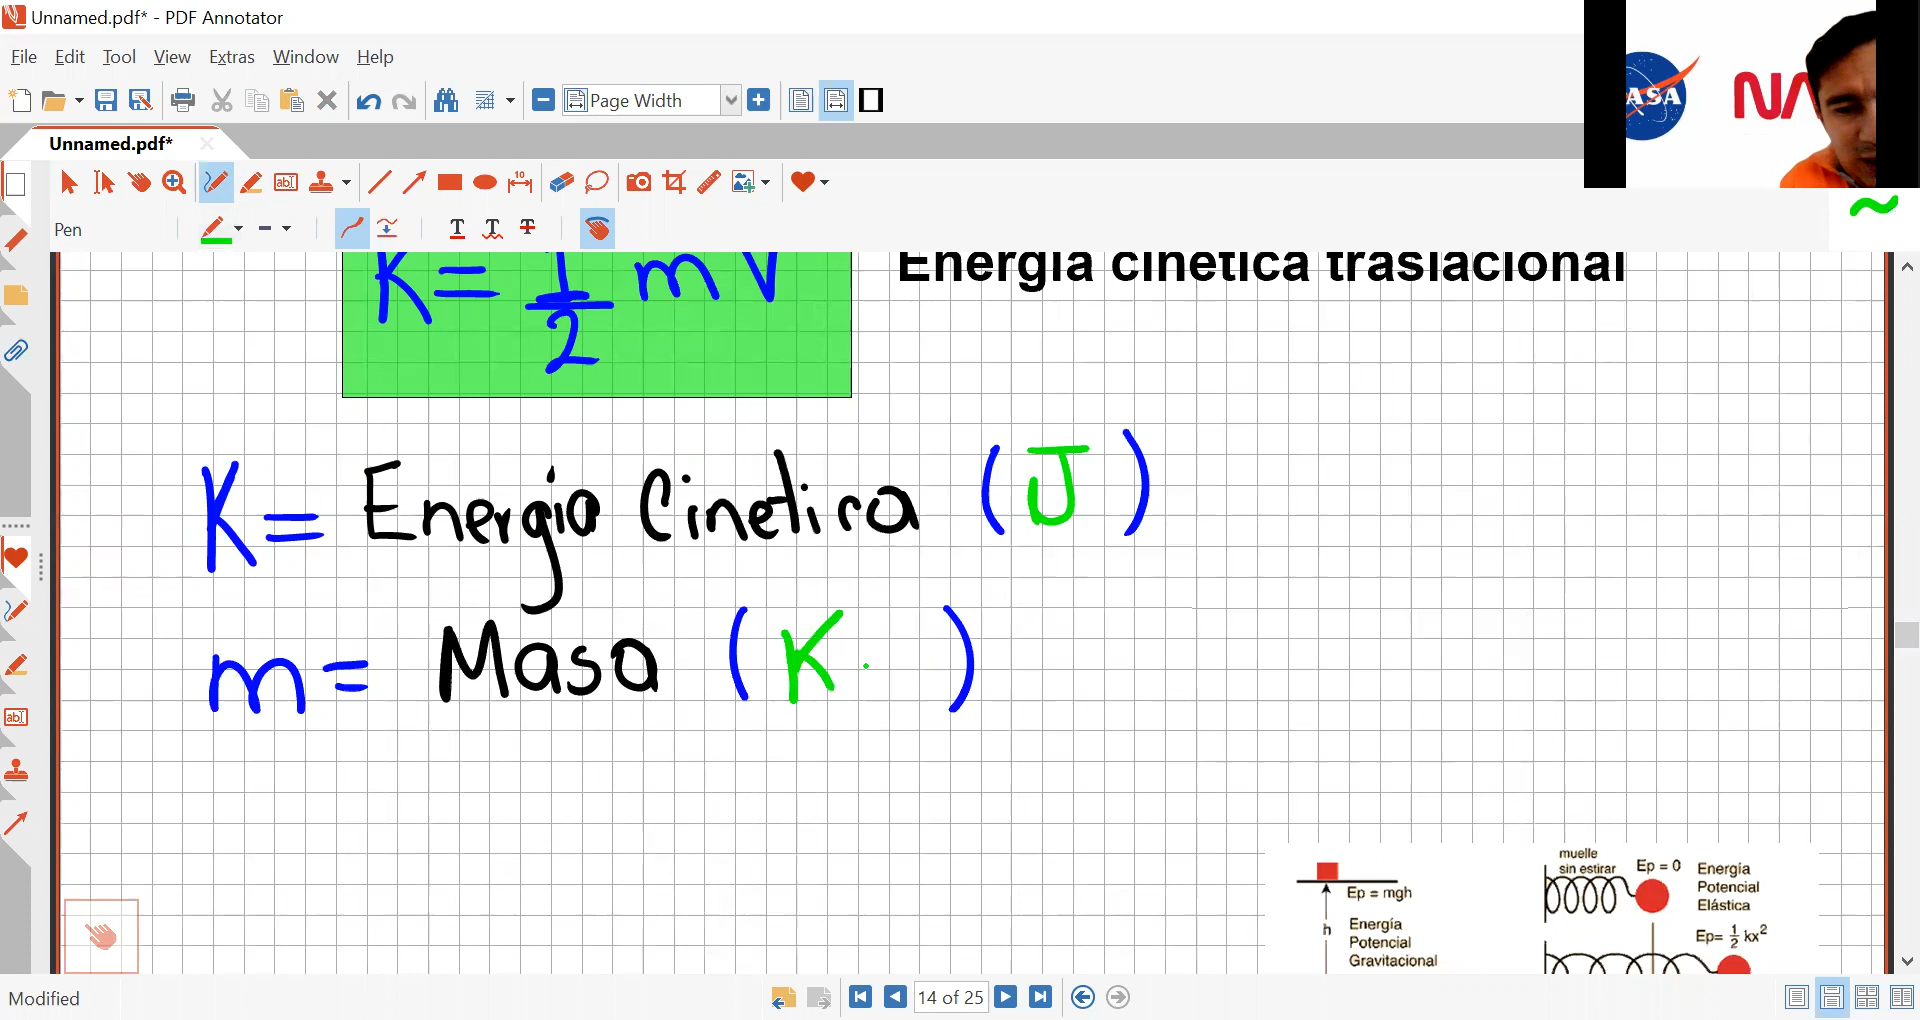 Unnamed.pdf* - PDF Annotator
File Edit Tool View Extras Window Help
Page Width
Unnamed.pdf*
Pen
NASA
K = 1/2 m V
Energía cinética traslacional
K = Energia Cinetica (J)
m = Masa (K )
muelle
sin estirar
Ep = 0
Energía
Potencial
Elástica
Ep = mgh
h
Energía
Potencial
Gravitacional
Ep= 1/2 kx²
Modified
14 of 25